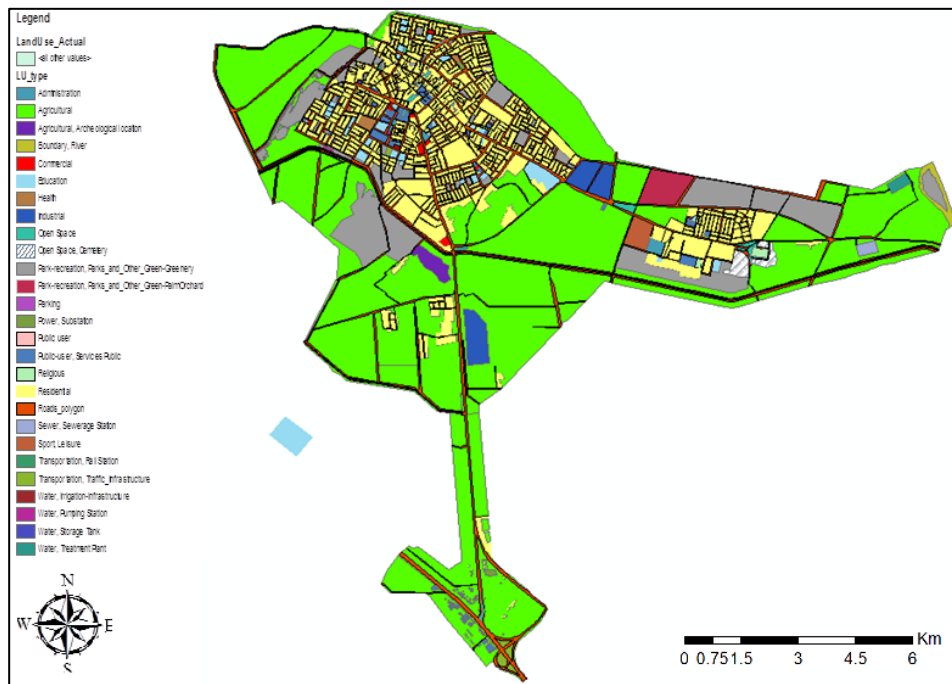 Legend
LandUse_Actual
<all other values>
LU_type
Administration
Agricultural
Agricultural, Archeological location
Boundary, River
Commercial
Education
Health
Industrial
Open Space
Open Space, Cemetery
Park-recreation, Parks_and_Other_Green-Greenery
Park-recreation, Parks_and_Other_Green-PalmOrchard
Parking
Power, Substation
Public user
Public-user, Services Public
Religious
Residential
Roads_polygon
Sewer, Sewerage Station
Sport, Leisure
Transportation, Rail Station
Transportation, Traffic_Infrastructure
Water, Irrigation-Infrastructure
Water, Pumping Station
Water, Storage Tank
Water, Treatment Plant
N
W E
S
Km
0 0.75 1.5 3 4.5 6